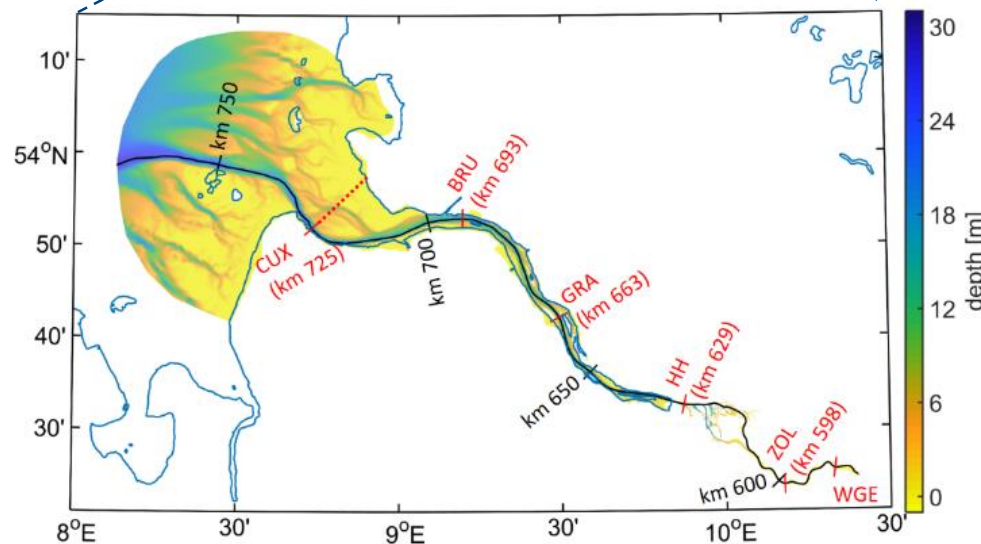 10'
54°N
50'
40'
30'
8°E
30'
9°E
30'
10°E
30'
km 750
CUX
(km 725)
km 700
BRU
(km 693)
GRA
(km 663)
km 650
HH
(km 629)
ZOL
(km 598)
km 600
WGE
30
24
18
12
6
0
depth [m]